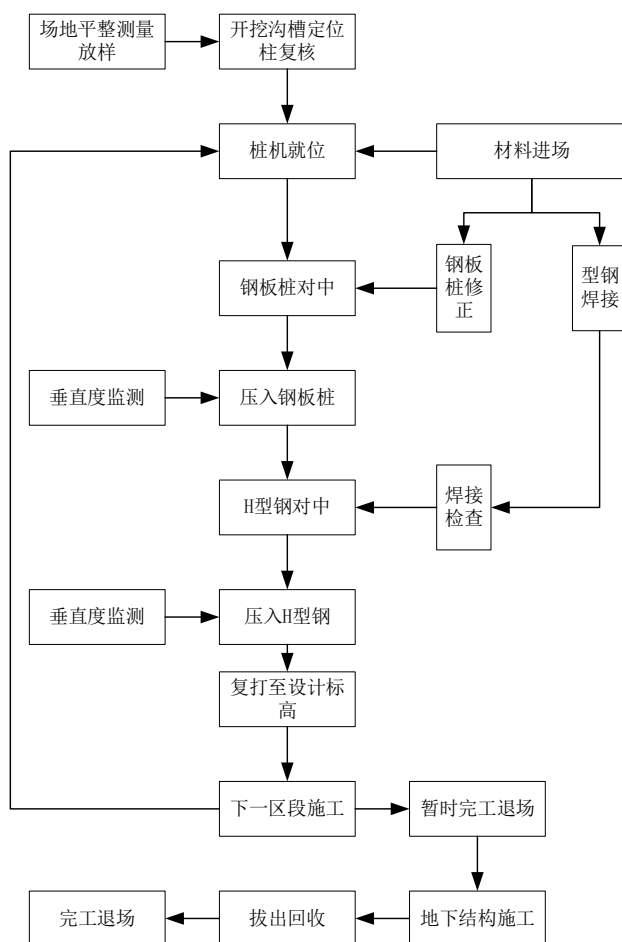 场地平整测量
放样
开挖沟槽定位
柱复核
桩机就位
材料进场
钢板桩对中
钢板
桩修
正
型钢
焊接
垂直度监测
压入钢板桩
H型钢对中
焊接
检查
垂直度监测
压入H型钢
复打至设计标
高
下一区段施工
暂时完工退场
完工退场
拔出回收
地下结构施工